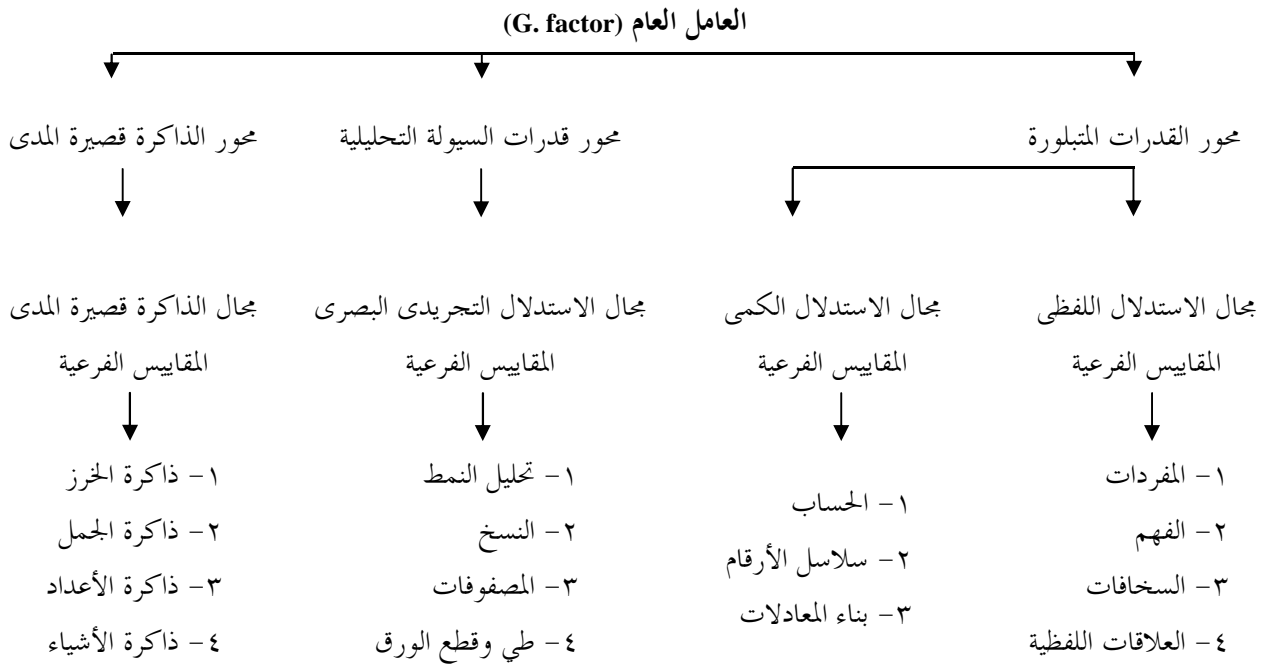 العامل العام (G. factor)
محور القدرات المتبلورة
محور قدرات السيولة التحليلية
محور الذاكرة قصيرة المدى
مجال الاستدلال اللفظى
المقاييس الفرعية
١- المفردات
٢- الفهم
٣- السخافات
٤- العلاقات اللفظية
مجال الاستدلال الكمى
المقاييس الفرعية
١- الحساب
٢- سلاسل الأرقام
٣- بناء المعادلات
مجال الاستدلال التجريدى البصرى
المقاييس الفرعية
١- تحليل النمط
٢- النسخ
٣- المصفوفات
٤- طي وقطع الورق
مجال الذاكرة قصيرة المدى
المقاييس الفرعية
١- ذاكرة الخرز
٢- ذاكرة الجمل
٣- ذاكرة الأعداد
٤- ذاكرة الأشياء